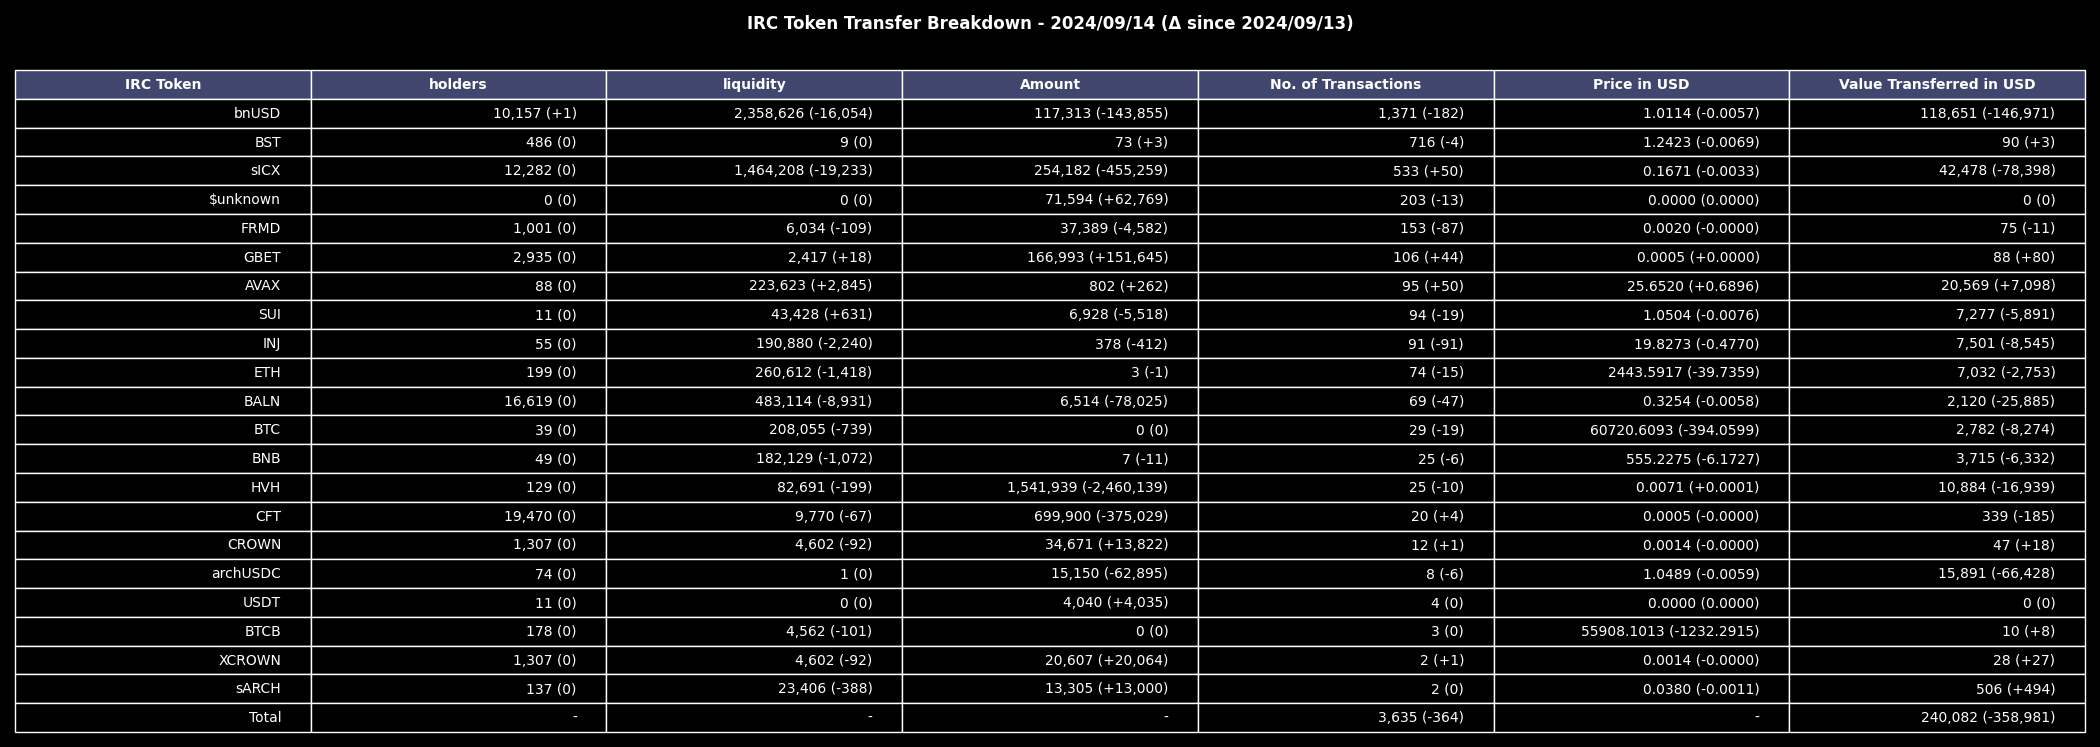 IRC Token Transfer Breakdown - 2024/09/14 (Δ since 2024/09/13)
IRC Token holders liquidity Amount No. of Transactions Price in USD Value Transferred in USD
bnUSD 10,157 (+1) 2,358,626 (-16,054) 117,313 (-143,855) 1,371 (-182) 1.0114 (-0.0057) 118,651 (-146,971)
BST 486 (0) 9 (0) 73 (+3) 716 (-4) 1.2423 (-0.0069) 90 (+3)
sICX 12,282 (0) 1,464,208 (-19,233) 254,182 (-455,259) 533 (+50) 0.1671 (-0.0033) 42,478 (-78,398)
$unknown 0 (0) 0 (0) 71,594 (+62,769) 203 (-13) 0.0000 (0.0000) 0 (0)
FRMD 1,001 (0) 6,034 (-109) 37,389 (-4,582) 153 (-87) 0.0020 (-0.0000) 75 (-11)
GBET 2,935 (0) 2,417 (+18) 166,993 (+151,645) 106 (+44) 0.0005 (+0.0000) 88 (+80)
AVAX 88 (0) 223,623 (+2,845) 802 (+262) 95 (+50) 25.6520 (+0.6896) 20,569 (+7,098)
SUI 11 (0) 43,428 (+631) 6,928 (-5,518) 94 (-19) 1.0504 (-0.0076) 7,277 (-5,891)
INJ 55 (0) 190,880 (-2,240) 378 (-412) 91 (-91) 19.8273 (-0.4770) 7,501 (-8,545)
ETH 199 (0) 260,612 (-1,418) 3 (-1) 74 (-15) 2443.5917 (-39.7359) 7,032 (-2,753)
BALN 16,619 (0) 483,114 (-8,931) 6,514 (-78,025) 69 (-47) 0.3254 (-0.0058) 2,120 (-25,885)
BTC 39 (0) 208,055 (-739) 0 (0) 29 (-19) 60720.6093 (-394.0599) 2,782 (-8,274)
BNB 49 (0) 182,129 (-1,072) 7 (-11) 25 (-6) 555.2275 (-6.1727) 3,715 (-6,332)
HVH 129 (0) 82,691 (-199) 1,541,939 (-2,460,139) 25 (-10) 0.0071 (+0.0001) 10,884 (-16,939)
CFT 19,470 (0) 9,770 (-67) 699,900 (-375,029) 20 (+4) 0.0005 (-0.0000) 339 (-185)
CROWN 1,307 (0) 4,602 (-92) 34,671 (+13,822) 12 (+1) 0.0014 (-0.0000) 47 (+18)
archUSDC 74 (0) 1 (0) 15,150 (-62,895) 8 (-6) 1.0489 (-0.0059) 15,891 (-66,428)
USDT 11 (0) 0 (0) 4,040 (+4,035) 4 (0) 0.0000 (0.0000) 0 (0)
BTCB 178 (0) 4,562 (-101) 0 (0) 3 (0) 55908.1013 (-1232.2915) 10 (+8)
XCROWN 1,307 (0) 4,602 (-92) 20,607 (+20,064) 2 (+1) 0.0014 (-0.0000) 28 (+27)
sARCH 137 (0) 23,406 (-388) 13,305 (+13,000) 2 (0) 0.0380 (-0.0011) 506 (+494)
Total - - - 3,635 (-364) - 240,082 (-358,981)